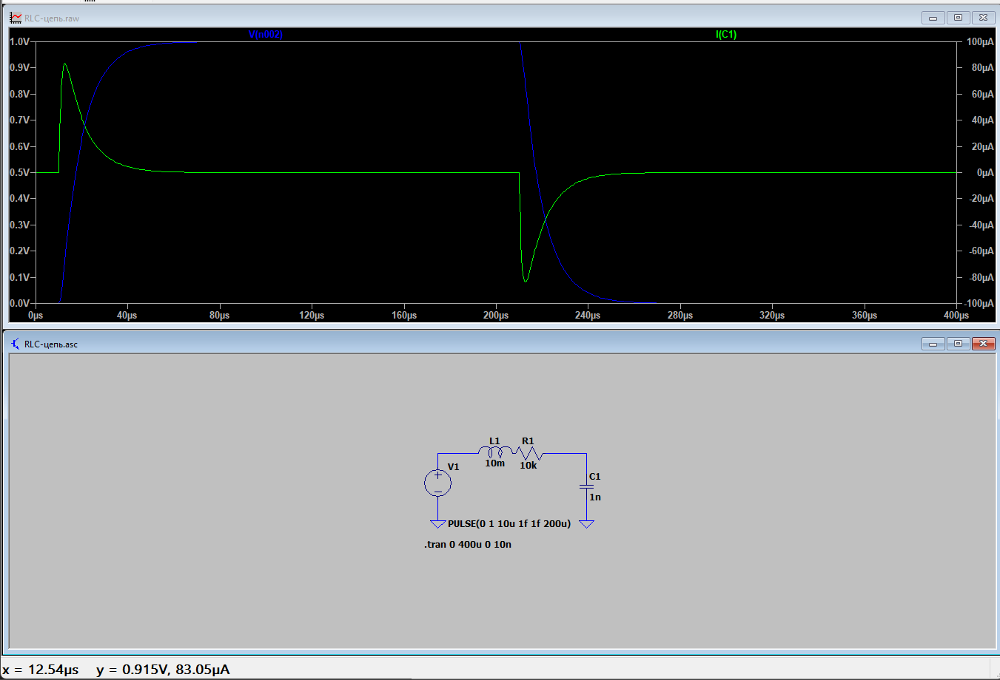 RLC-цепь.raw
V(n002) I(C1)
1.0V 100µA
0.9V 80µA
0.8V 60µA
0.7V 40µA
0.6V 20µA
0.5V 0µA
0.4V -20µA
0.3V -40µA
0.2V -60µA
0.1V -80µA
0.0V -100µA
0µs 40µs 80µs 120µs 160µs 200µs 240µs 280µs 320µs 360µs 400µs
RLC-цепь.asc
L1 R1
10m 10k
V1
C1
1n
PULSE(0 1 10u 1f 1f 200u)
.tran 0 400u 0 10n
x = 12.54µs y = 0.915V, 83.05µA